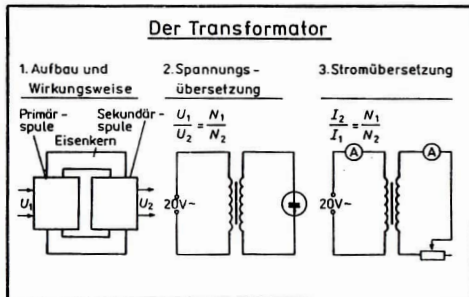 Der Transformator
1. Aufbau und
Wirkungsweise
Primär-
spule
Sekundär-
spule
Eisenkern
U₁
U₂
2. Spannungs-
übersetzung
U₁/U₂ = N₁/N₂
20V~
3. Stromübersetzung
I₂/I₁ = N₁/N₂
A
A
20V~